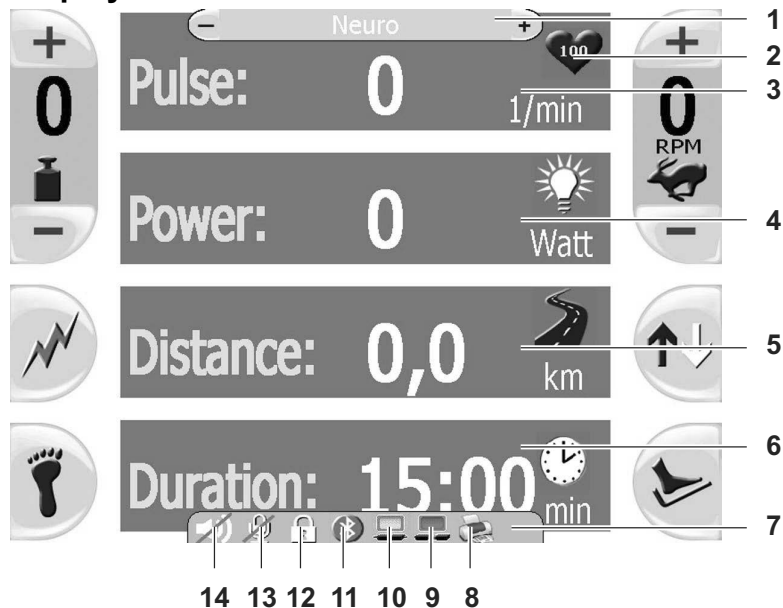 − Neuro +
1
+
+
100
2
Pulse: 0 1/min
3
0
0
RPM
Power: 0 Watt
4
−
−
Distance: 0,0 km
5
Duration: 15:00 min
6
7
14 13 12 11 10 9 8